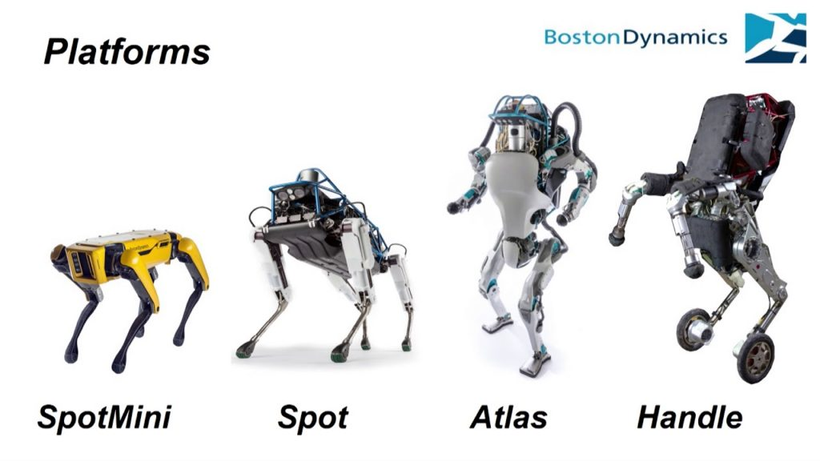 Platforms
BostonDynamics
SpotMini
Spot
Atlas
Handle